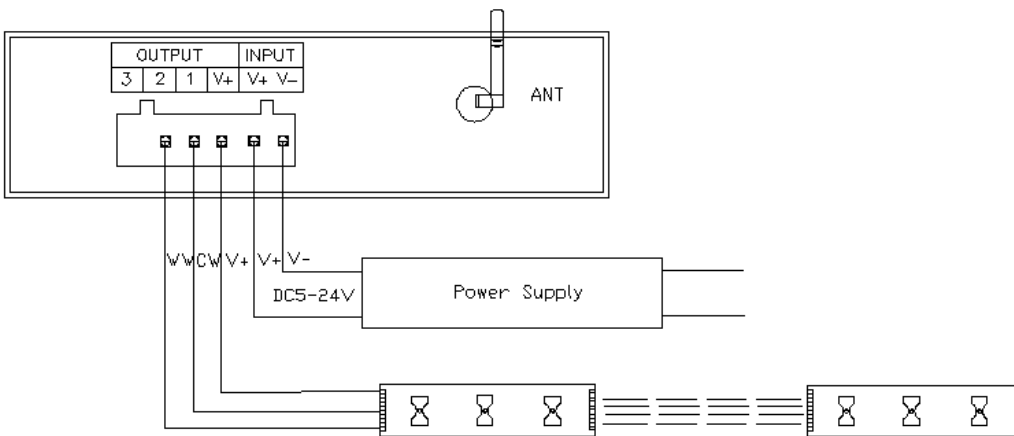 OUTPUT INPUT
3 2 1 V+ V+ V-
ANT
WW CW V+ V+ V-
DC5-24V
Power Supply